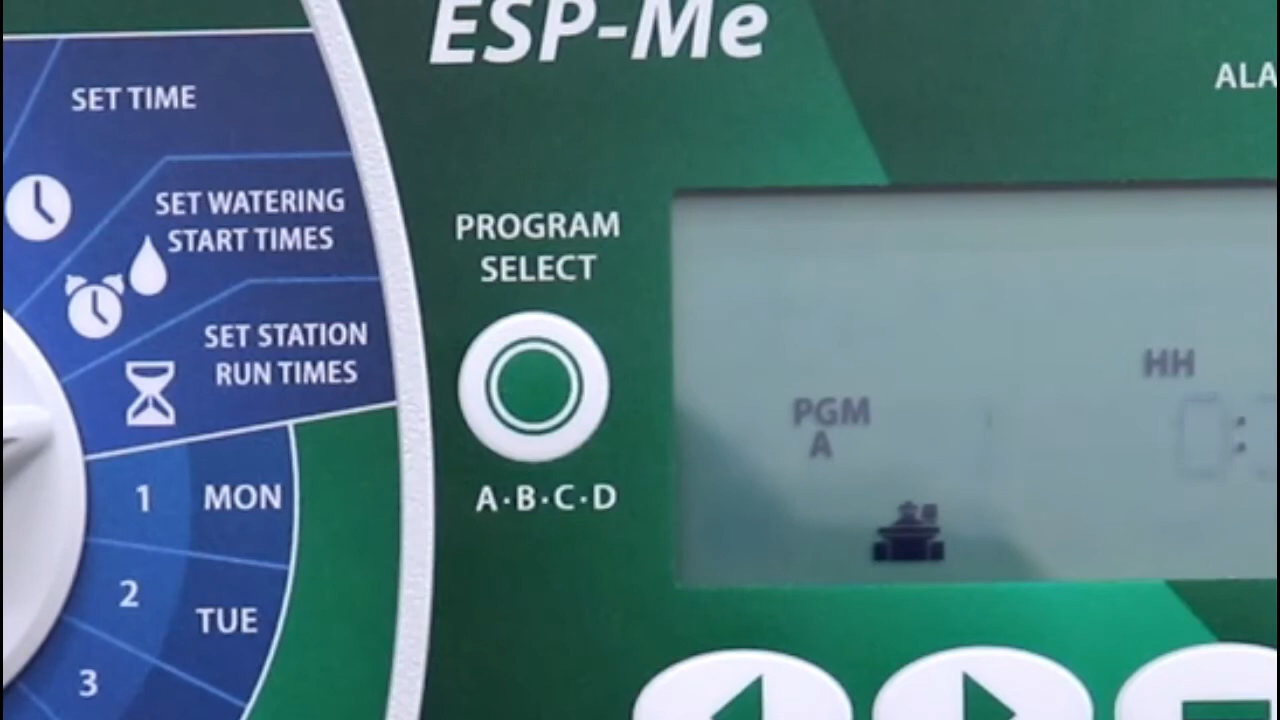 ESP-Me
ALA
SET TIME
SET WATERING
START TIMES
SET STATION
RUN TIMES
PROGRAM
SELECT
A·B·C·D
HH
PGM
A
1 MON
2 TUE
3